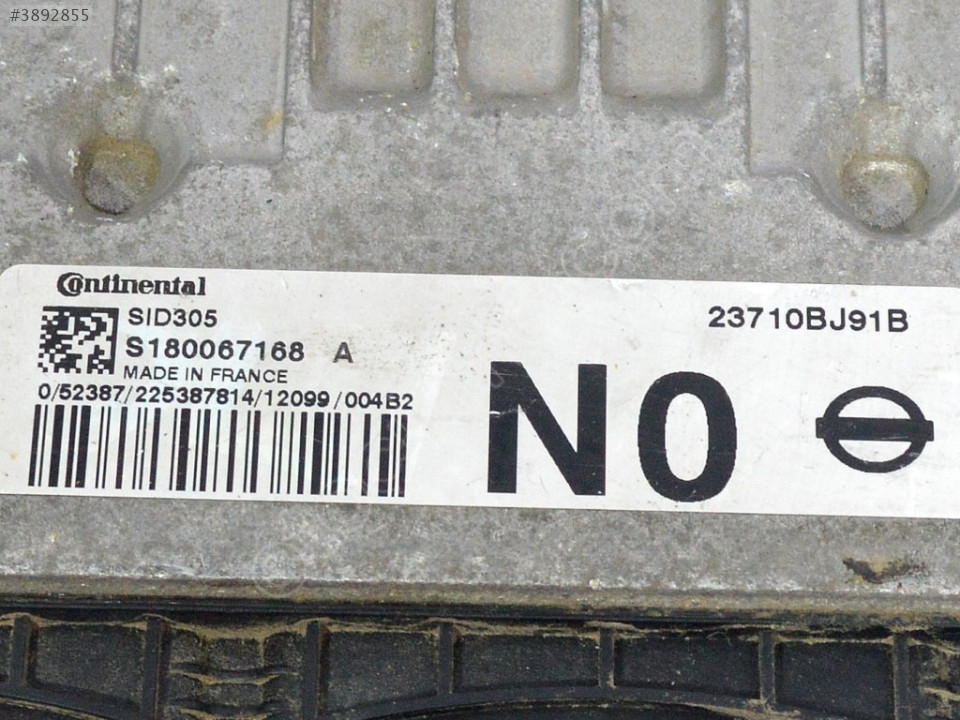 #3892855
Continental
SID305
S180067168 A
MADE IN FRANCE
0/52387/225387814/12099/004B2
23710BJ91B
N0